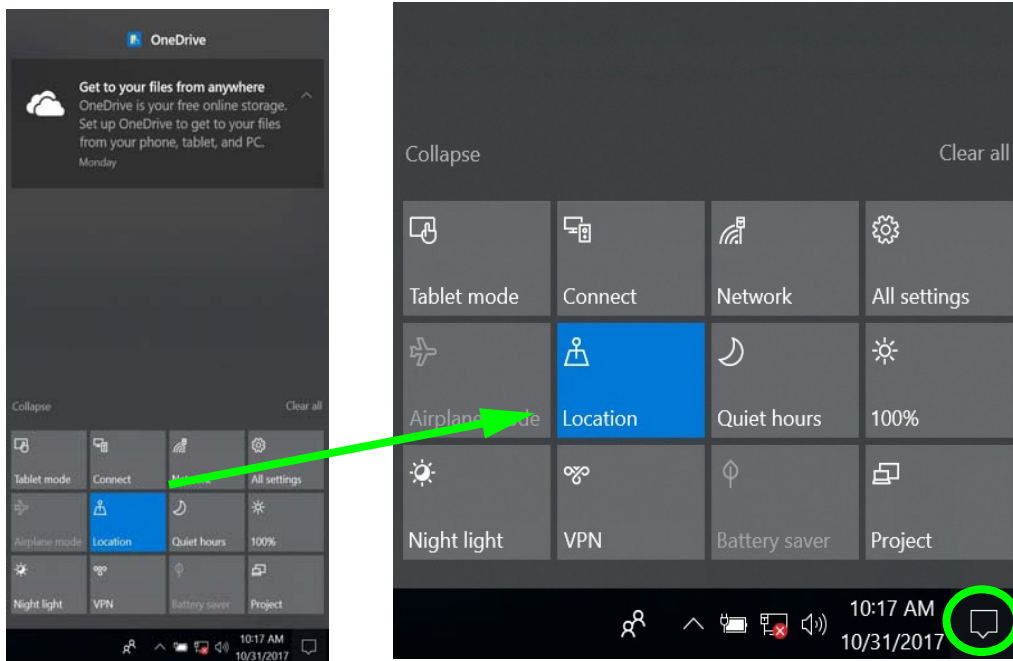 OneDrive
Get to your files from anywhere
OneDrive is your free online storage.
Set up OneDrive to get to your files
from your phone, tablet, and PC.
Monday
Collapse Clear all
Tablet mode Connect Network All settings
Airplane mode Location Quiet hours 100%
Night light VPN Battery saver Project
10:17 AM
10/31/2017
Collapse Clear all
Tablet mode Connect Network All settings
Airplane mode Location Quiet hours 100%
Night light VPN Battery saver Project
10:17 AM
10/31/2017